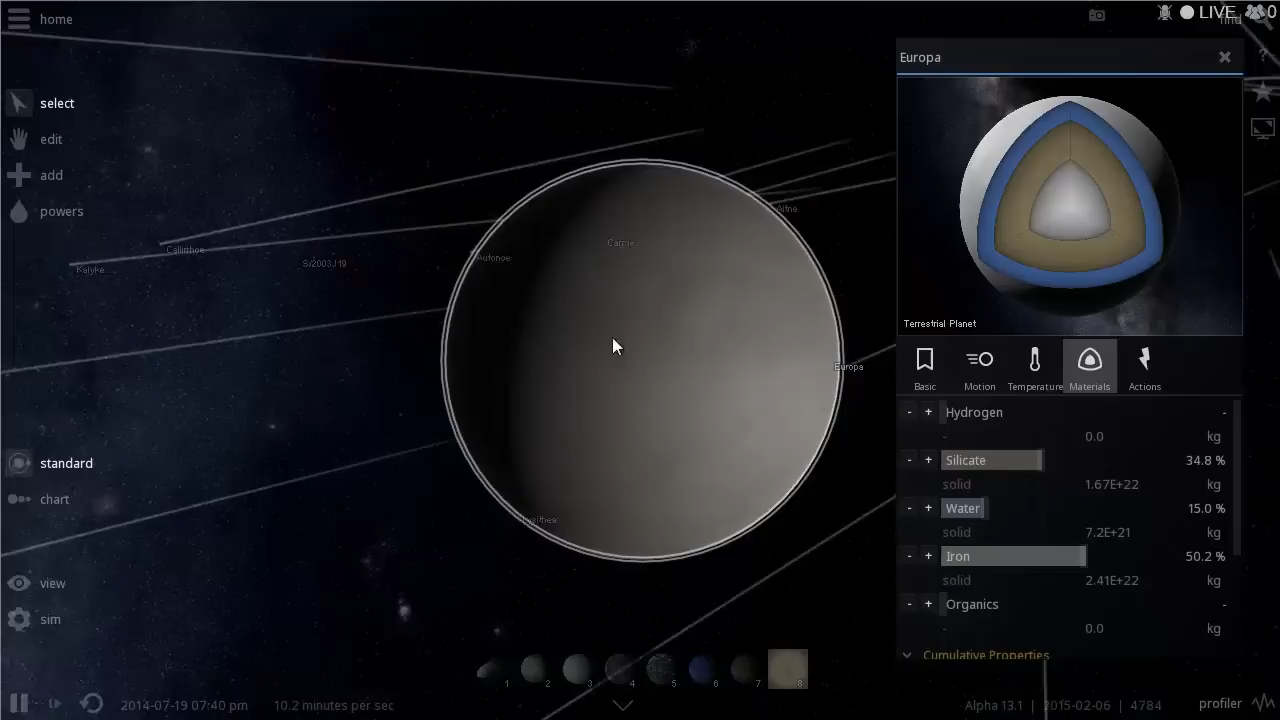 home
LIVE 0
find
Europa
?
select
edit
add
powers
Callirrhoe
Kalyke
S/2003 J 19
Autonoe
Carme
Aitne
Europa
Terrestrial Planet
Basic Motion Temperature Materials Actions
- + Hydrogen -
- 0.0 kg
- + Silicate 34.8 %
solid 1.67E+22 kg
- + Water 15.0 %
solid 7.2E+21 kg
- + Iron 50.2 %
solid 2.41E+22 kg
- + Organics -
- 0.0 kg
Cumulative Properties
standard
chart
view
sim
1 2 3 4 5 6 7 8
2014-07-19 07:40 pm 10.2 minutes per sec
Alpha 13.1 | 2015-02-06 | 4784 profiler